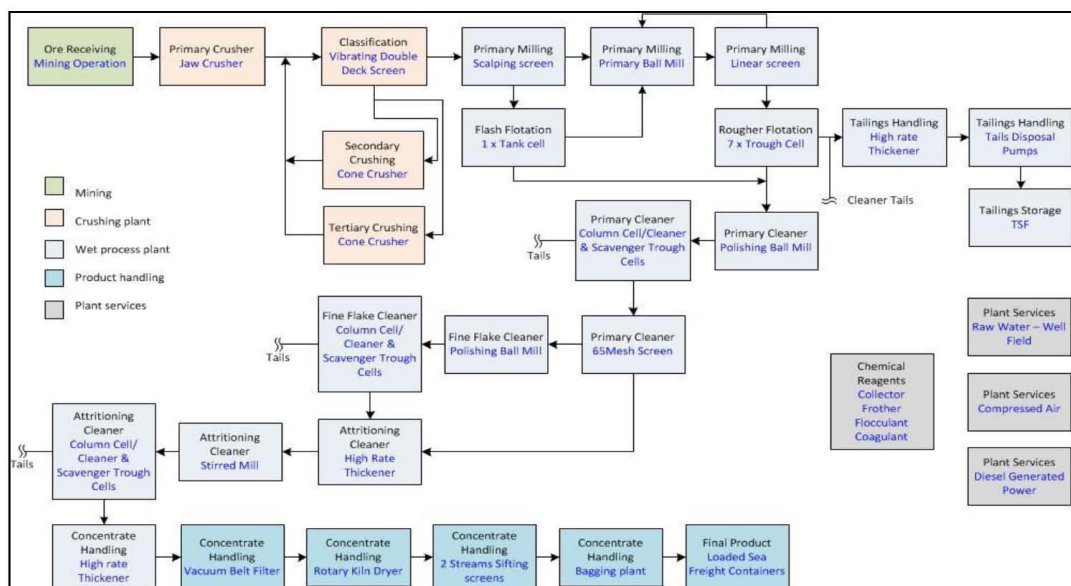 Ore Receiving
Mining Operation
Primary Crusher
Jaw Crusher
Classification
Vibrating Double
Deck Screen
Primary Milling
Scalping screen
Primary Milling
Primary Ball Mill
Primary Milling
Linear screen
Flash Flotation
1 x Tank cell
Rougher Flotation
7 x Trough Cell
Tailings Handling
High rate
Thickener
Tailings Handling
Tails Disposal
Pumps
Secondary
Crushing
Cone Crusher
Cleaner Tails
Tailings Storage
TSF
Mining
Crushing plant
Wet process plant
Product handling
Plant services
Tertiary Crushing
Cone Crusher
Tails
Primary Cleaner
Column Cell/Cleaner
& Scavenger Trough
Cells
Primary Cleaner
Polishing Ball Mill
Tails
Fine Flake Cleaner
Column Cell/
Cleaner &
Scavenger Trough
Cells
Fine Flake Cleaner
Polishing Ball Mill
Primary Cleaner
65Mesh Screen
Plant Services
Raw Water – Well
Field
Chemical
Reagents
Collector
Frother
Flocculant
Coagulant
Plant Services
Compressed Air
Plant Services
Diesel Generated
Power
Tails
Attritioning
Cleaner
Column Cell/
Cleaner &
Scavenger Trough
Cells
Attritioning
Cleaner
Stirred Mill
Attritioning
Cleaner
High Rate
Thickener
Concentrate
Handling
High rate
Thickener
Concentrate
Handling
Vacuum Belt Filter
Concentrate
Handling
Rotary Kiln Dryer
Concentrate
Handling
2 Streams Sifting
screens
Concentrate
Handling
Bagging plant
Final Product
Loaded Sea
Freight Containers